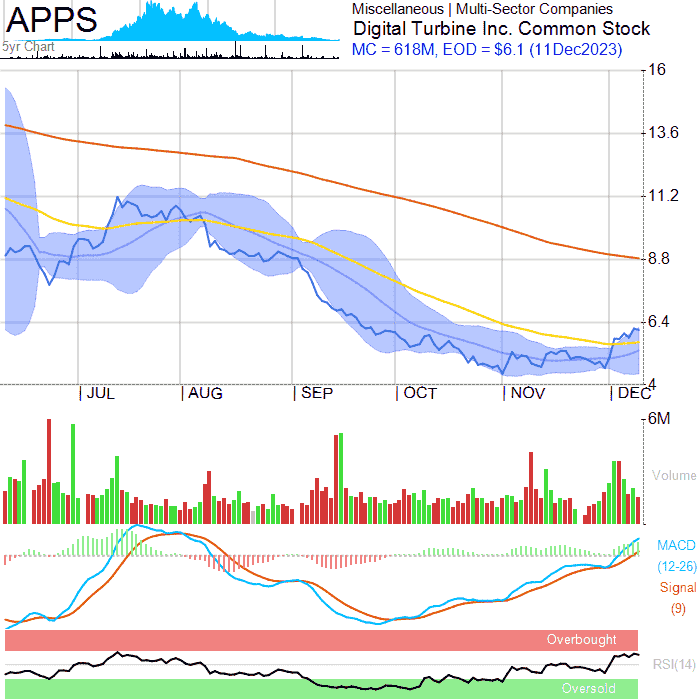 APPS
5yr Chart
Miscellaneous | Multi-Sector Companies
Digital Turbine Inc. Common Stock
MC = 618M, EOD = $6.1 (11Dec2023)
16
13.6
11.2
8.8
6.4
4
JUL
AUG
SEP
OCT
NOV
DEC
6M
Volume
MACD
(12-26)
Signal
(9)
Overbought
RSI(14)
Oversold